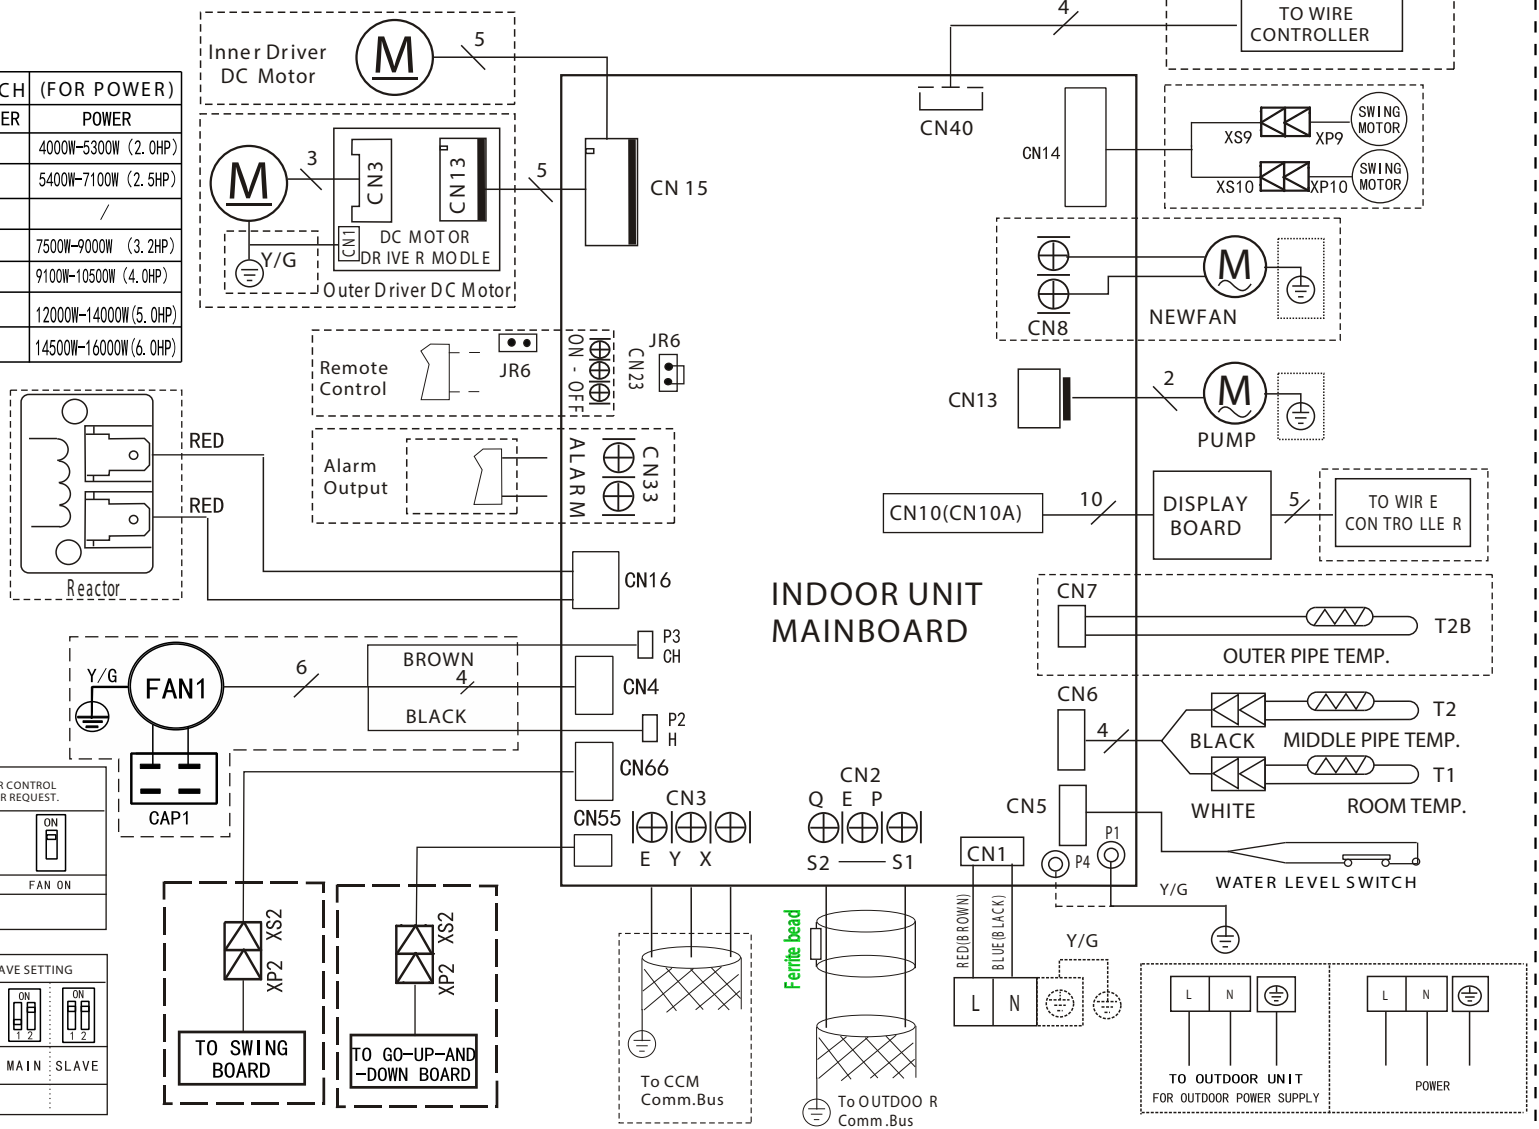 CH (FOR POWER)
ER POWER
4000W-5300W (2.0HP)
5400W-7100W (2.5HP)
/
7500W-9000W (3.2HP)
9100W-10500W (4.0HP)
12000W-14000W(5.0HP)
14500W-16000W(6.0HP)
Inner Driver
DC Motor
M
5
3
M
CN3
CN13
CN1
DC MOTOR
DRIVER MODLE
Y/G
Outer Driver DC Motor
5
CN 15
4
TO WIRE
CONTROLLER
CN40
CN14
XS9
XP9
SWING
MOTOR
XS10
XP10
SWING
MOTOR
CN8
M
NEWFAN
CN13
2
M
PUMP
Remote
Control
JR6
ON - OFF
CN23
JR6
Alarm
Output
ALARM
CN33
RED
RED
Reactor
CN16
CN10(CN10A)
10
DISPLAY
BOARD
5
TO WIRE
CONTROLLER
INDOOR UNIT
MAINBOARD
CN7
T2B
OUTER PIPE TEMP.
CN6
4
BLACK
T2
MIDDLE PIPE TEMP.
WHITE
T1
ROOM TEMP.
Y/G
FAN1
6
BROWN
4
BLACK
P3
CH
CN4
P2
H
CAP1
CN66
CN55
CN3
E Y X
CN2
Q E P
S2 S1
CN1
CN5
P4
P1
Y/G
WATER LEVEL SWITCH
R CONTROL
R REQUEST.
ON
FAN ON
AVE SETTING
ON
1 2
ON
1 2
MAIN SLAVE
XS2
XP2
TO SWING
BOARD
XS2
XP2
TO GO-UP-AND
-DOWN BOARD
To CCM
Comm.Bus
Ferrite bead
To OUTDOOR
Comm.Bus
RED(BROWN)
BLUE(BLACK)
L N
Y/G
L N
TO OUTDOOR UNIT
FOR OUTDOOR POWER SUPPLY
L N
POWER